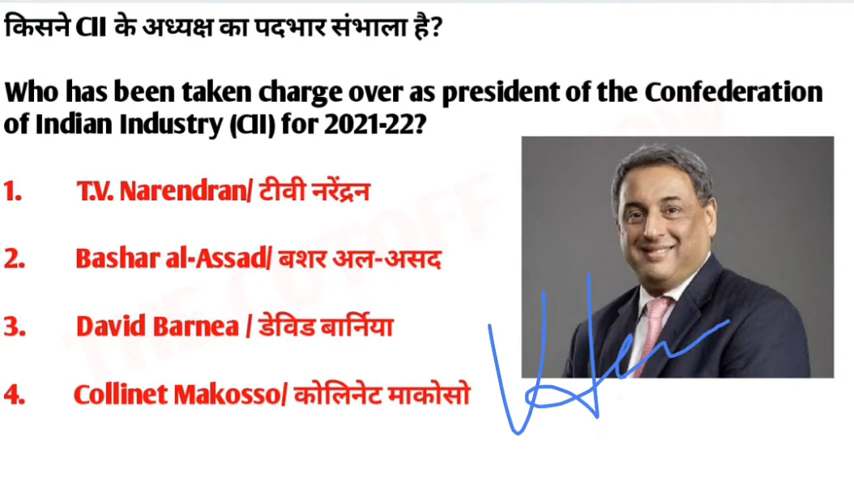 किसने CII के अध्यक्ष का पदभार संभाला है?
Who has been taken charge over as president of the Confederation
of Indian Industry (CII) for 2021-22?
1. T.V. Narendran/ टीवी नरेंद्रन
2. Bashar al-Assad/ बशर अल-असद
3. David Barnea / डेविड बार्निया
4. Collinet Makosso/ कोलिनेट माकोसो
THE CUTOFF